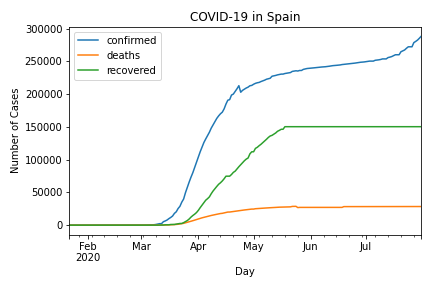 COVID-19 in Spain
confirmed
deaths
recovered
Number of Cases
300000
250000
200000
150000
100000
50000
0
Feb
2020
Mar
Apr
May
Jun
Jul
Day